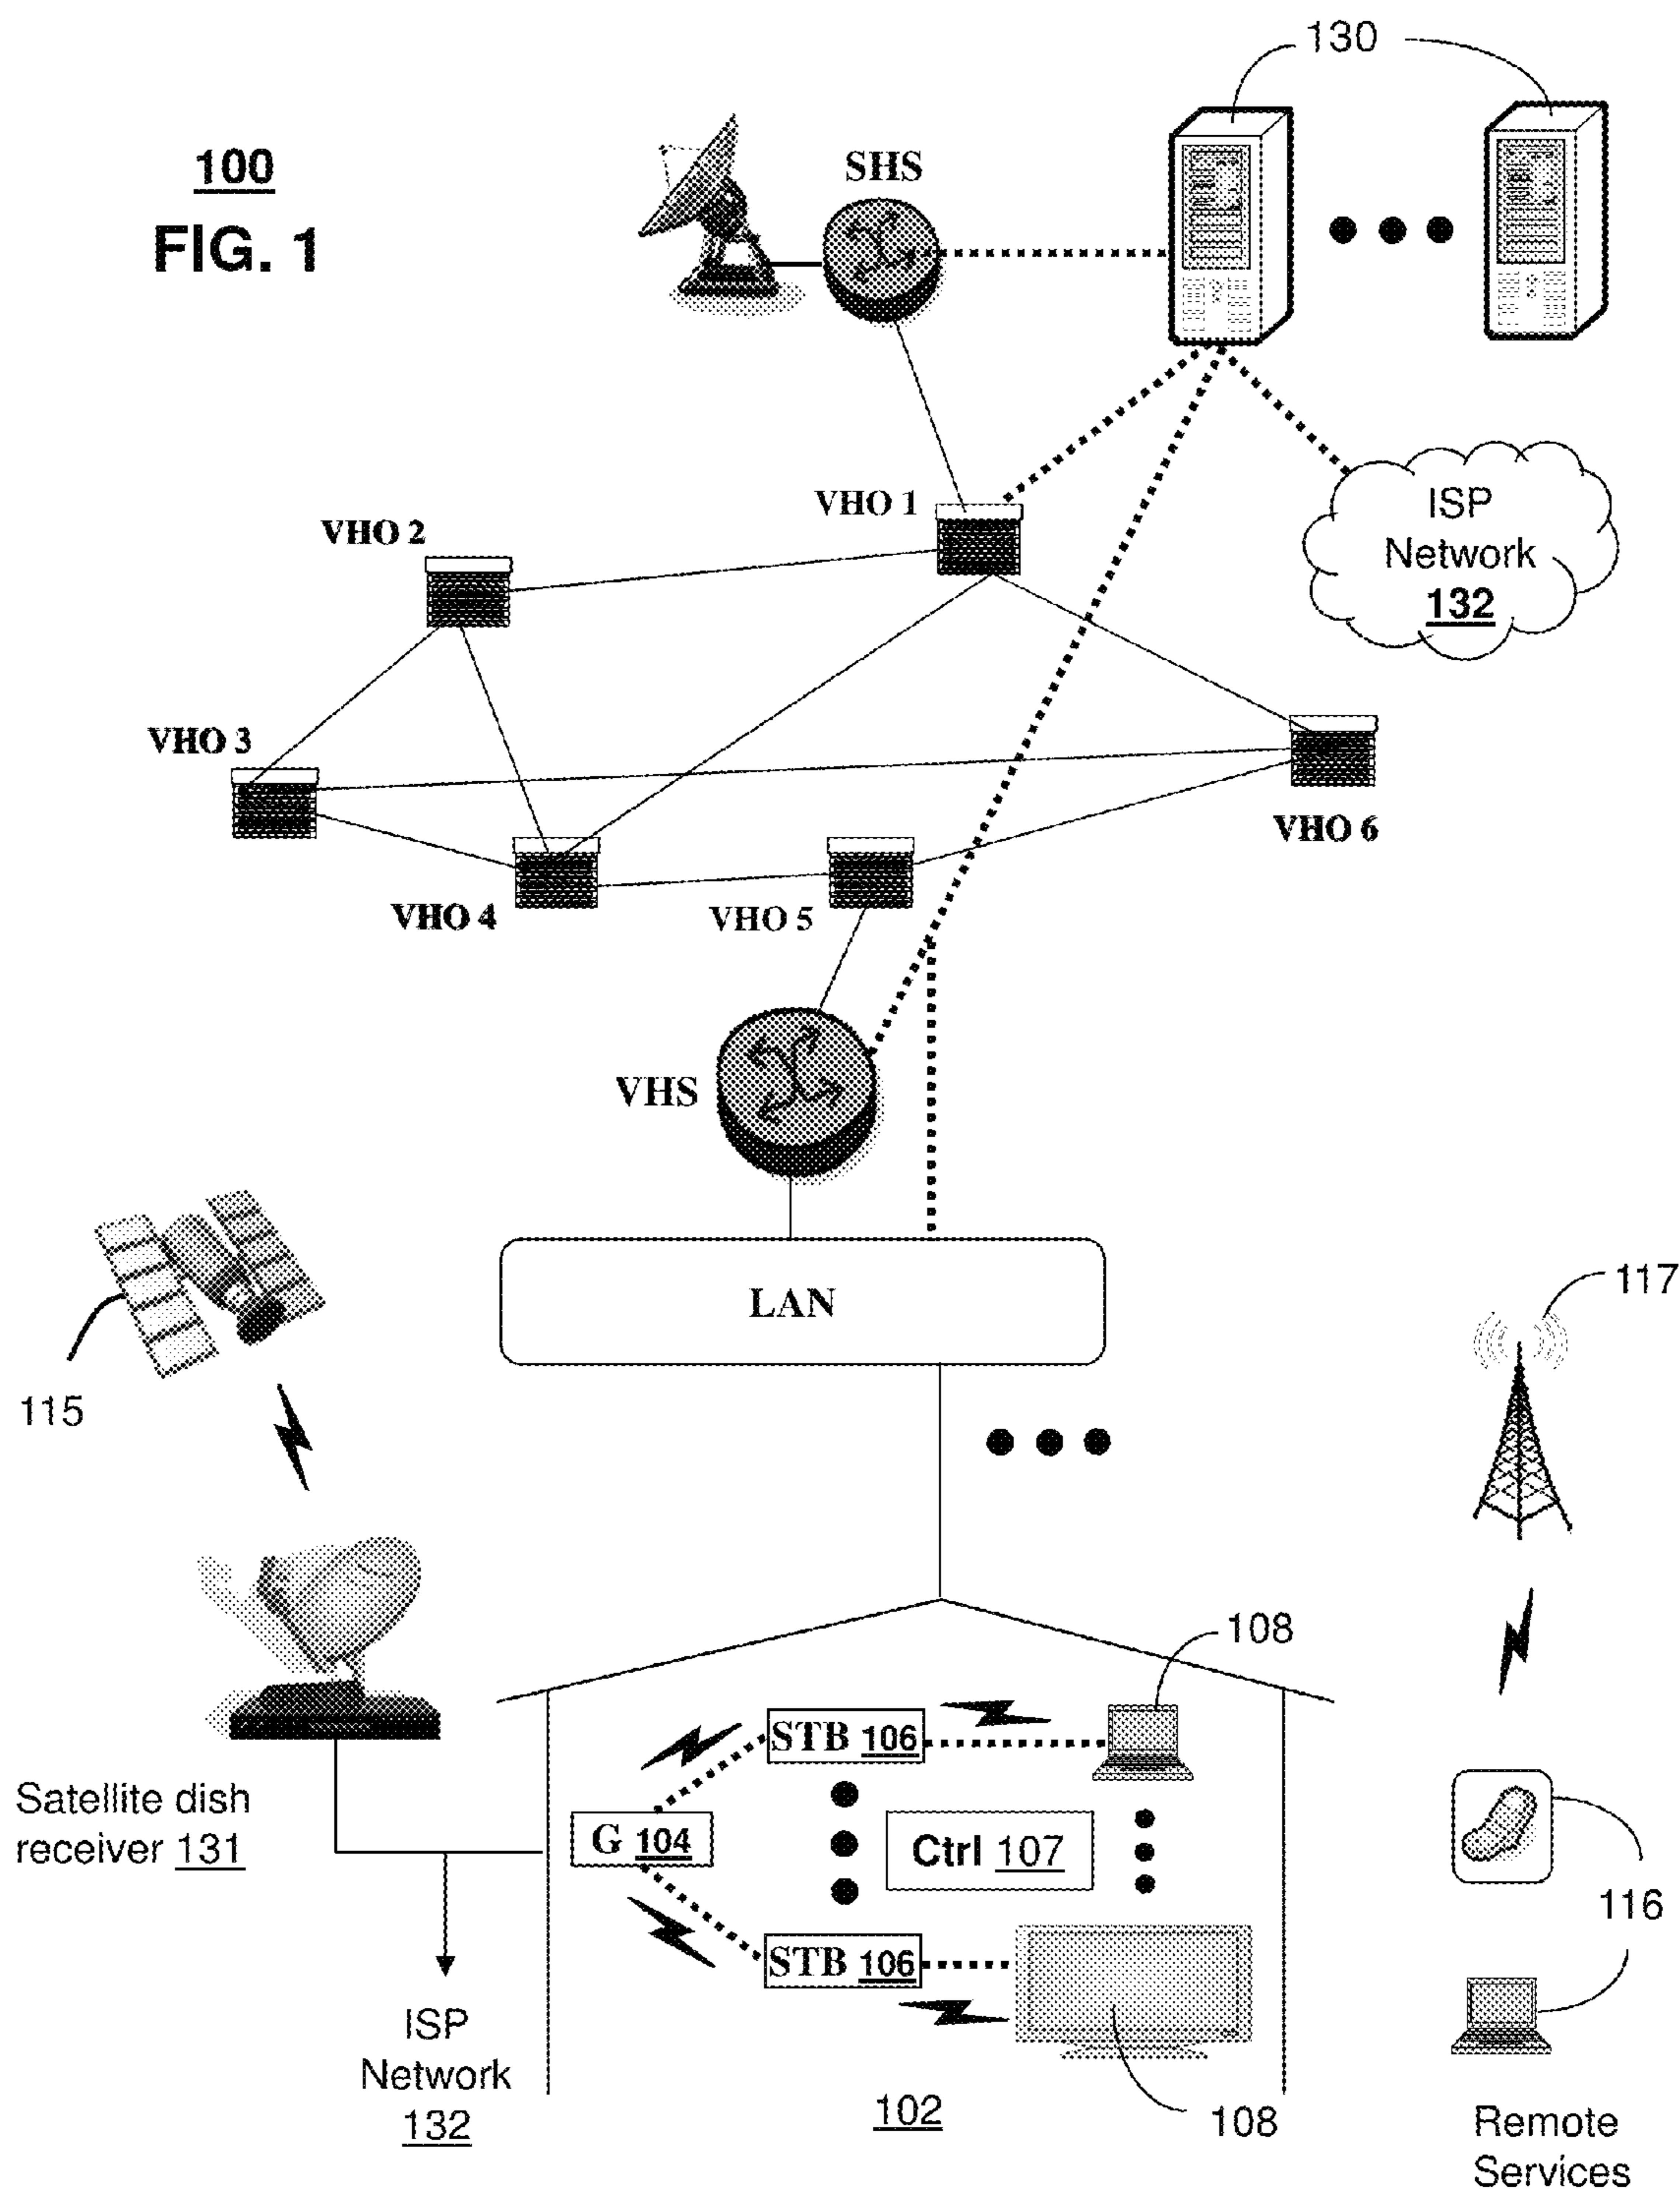 130
100
FIG. 1
SHS
ISP
Network
132
VHO 1
VHO 2
VHO 3
VHO 6
VHO 4
VHO 5
VHS
LAN
117
115
108
STB 106
Satellite dish
receiver 131
G 104
Ctrl 107
116
STB 106
ISP
Network
132
102
108
Remote
Services